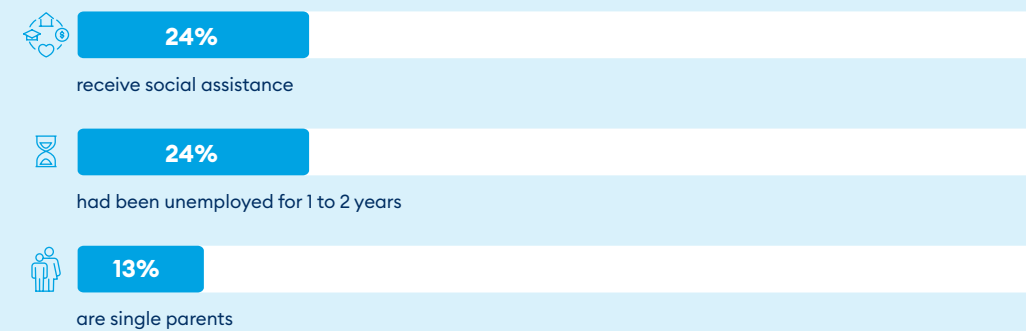 24%
receive social assistance
24%
had been unemployed for 1 to 2 years
13%
are single parents